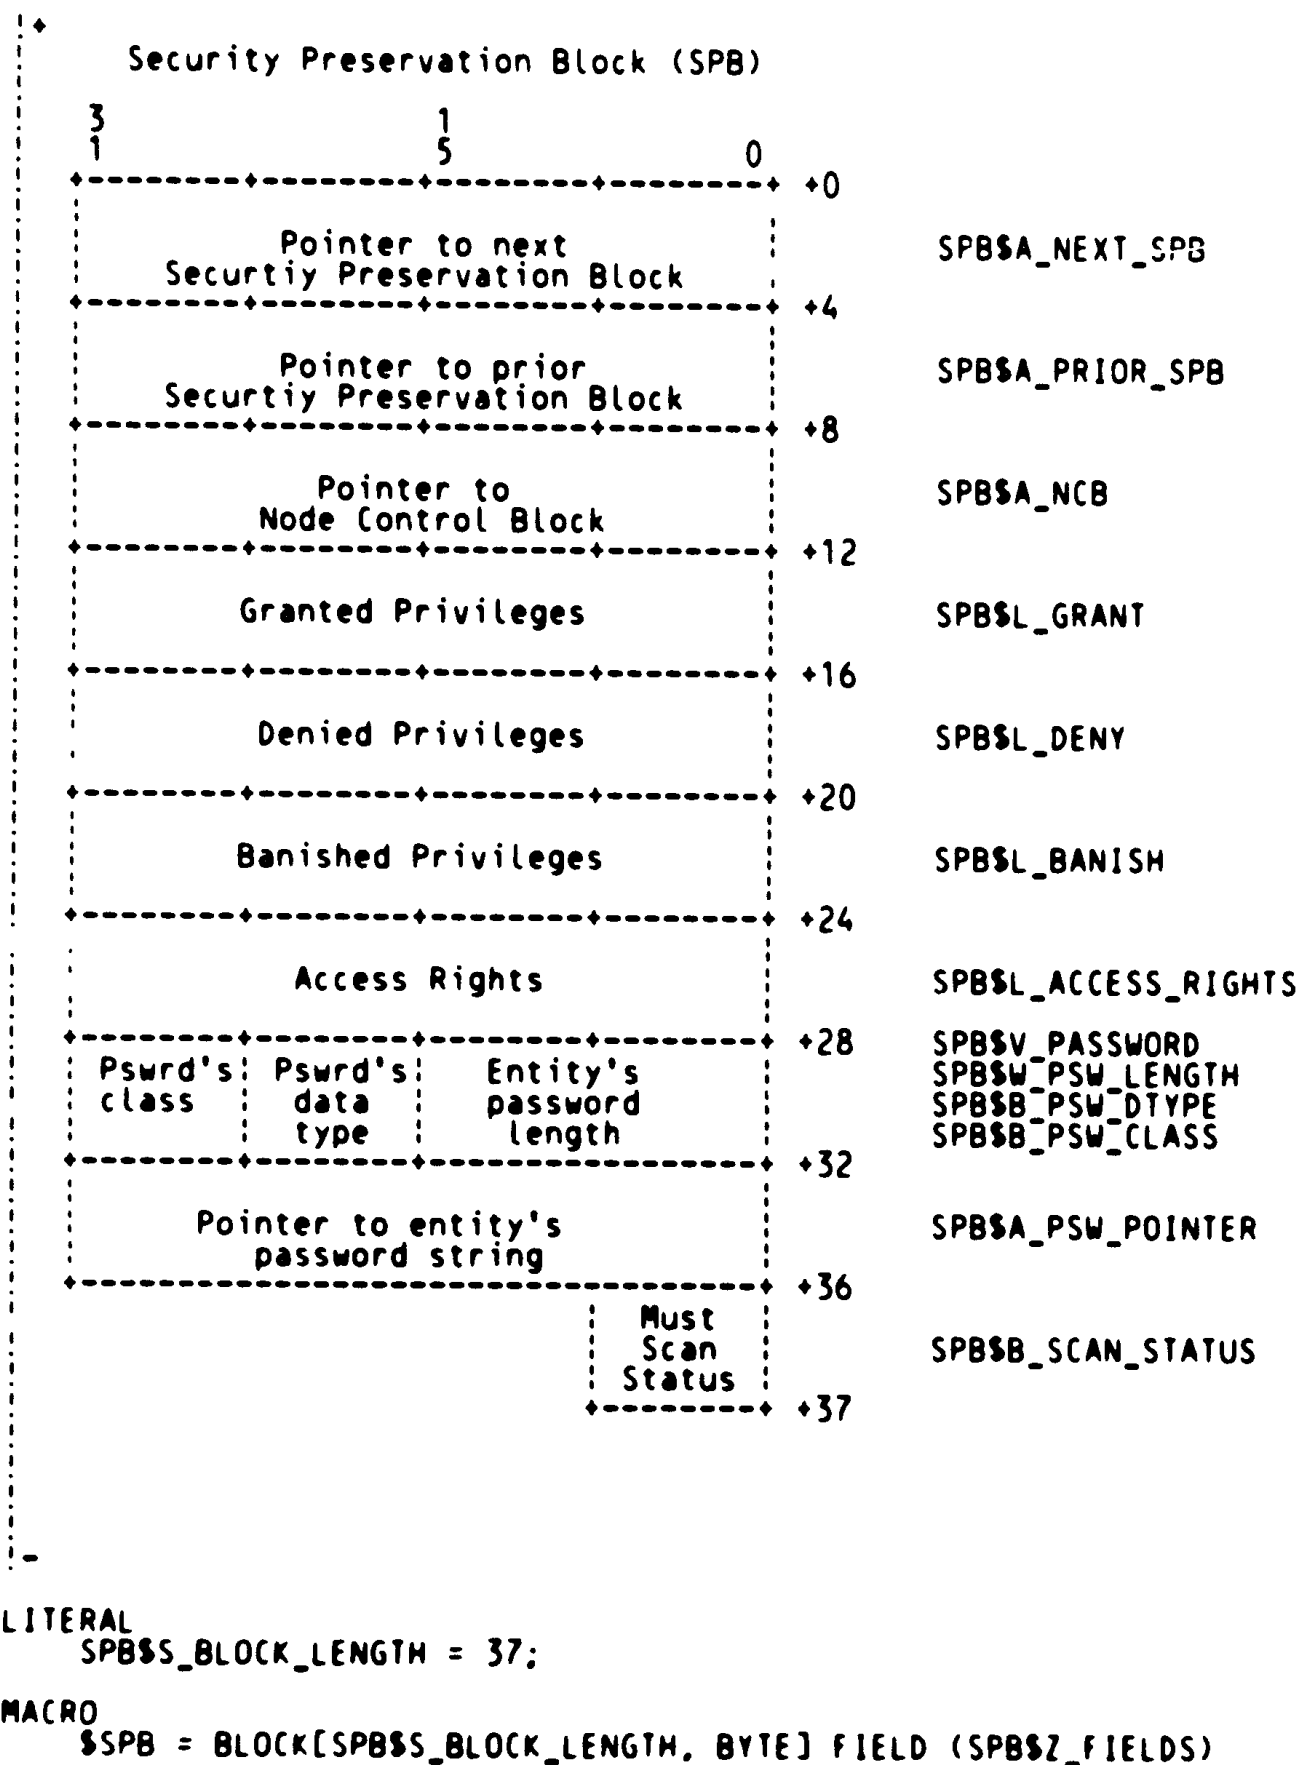 !+
Security Preservation Block (SPB)
3 1
1 5 0
+---------+---------+---------+---------+ +0
Pointer to next SPB$A_NEXT_SPB
Securtiy Preservation Block
+---------+---------+---------+---------+ +4
Pointer to prior SPB$A_PRIOR_SPB
Securtiy Preservation Block
+---------+---------+---------+---------+ +8
Pointer to SPB$A_NCB
Node Control Block
+---------+---------+---------+---------+ +12
Granted Privileges SPB$L_GRANT
+---------+---------+---------+---------+ +16
Denied Privileges SPB$L_DENY
+---------+---------+---------+---------+ +20
Banished Privileges SPB$L_BANISH
+---------+---------+---------+---------+ +24
Access Rights SPB$L_ACCESS_RIGHTS
+---------+---------+---------+---------+ +28 SPB$V_PASSWORD
Pswrd's Pswrd's Entity's SPB$W_PSW_LENGTH
class data password SPB$B_PSW_DTYPE
type length SPB$B_PSW_CLASS
+---------+---------+-------------------+ +32
Pointer to entity's SPB$A_PSW_POINTER
password string
+---------------------------------------+ +36
Must
Scan SPB$B_SCAN_STATUS
Status
+---------+ +37
!-
LITERAL
SPB$S_BLOCK_LENGTH = 37;
MACRO
$SPB = BLOCK[SPB$S_BLOCK_LENGTH, BYTE] FIELD (SPB$Z_FIELDS)